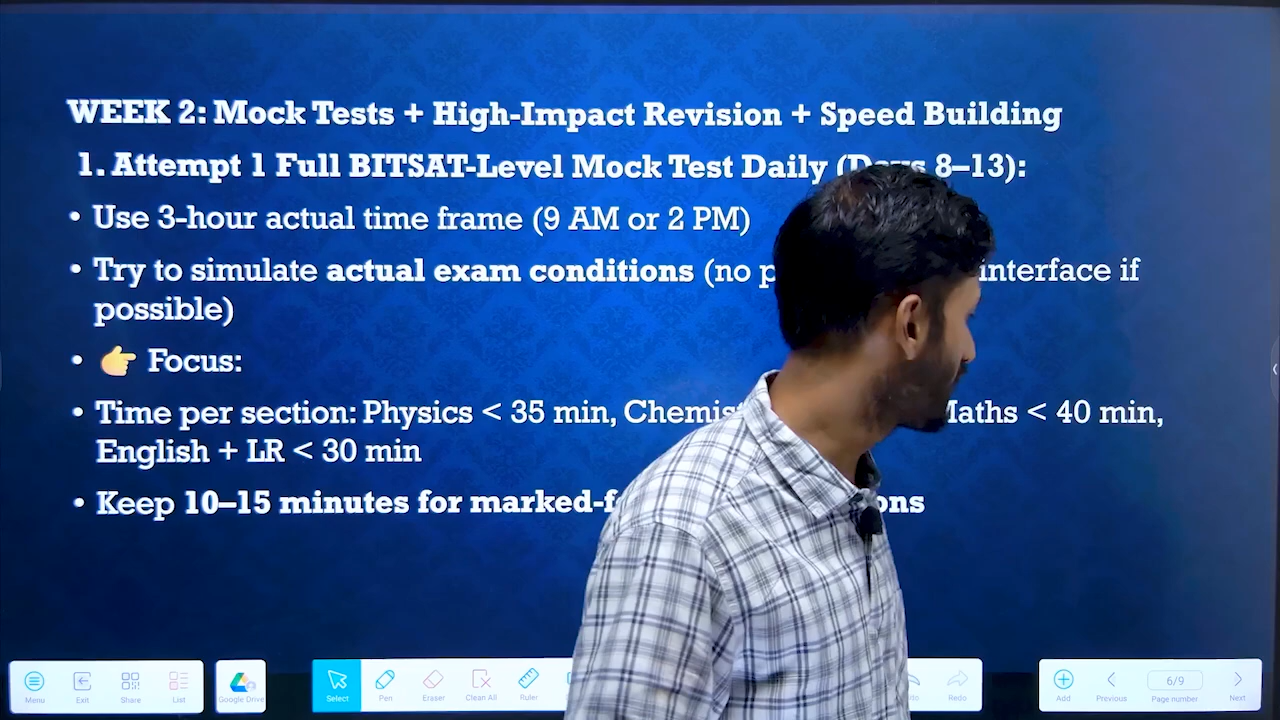 WEEK 2: Mock Tests + High-Impact Revision + Speed Building
1. Attempt 1 Full BITSAT-Level Mock Test Daily (Days 8–13):
• Use 3-hour actual time frame (9 AM or 2 PM)
• Try to simulate actual exam conditions (no interface if
possible)
• 👉 Focus:
• Time per section: Physics < 35 min, Maths < 40 min,
English + LR < 30 min
• Keep 10–15 minutes for
Menu Exit Share List Google Drive Select Pen Eraser Clean All Ruler Redo Add Previous 6/9 Page number Next